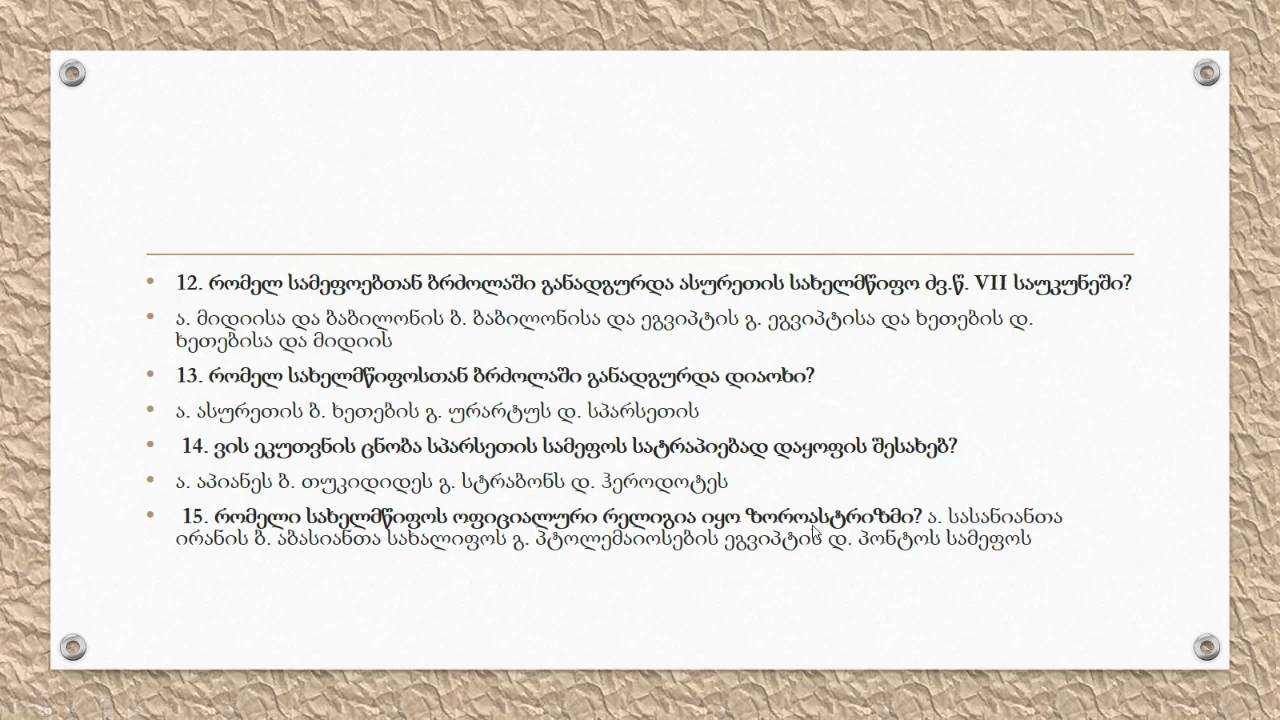 12. რომელ სამეფოებთან ბრძოლაში განადგურდა ასურეთის სახელმწიფო ძვ.წ. VII საუკუნეში?
ა. მიდიისა და ბაბილონის ბ. ბაბილონისა და ეგვიპტის გ. ეგვიპტისა და ხეთების დ.
ხეთებისა და მიდიის
13. რომელ სახელმწიფოსთან ბრძოლაში განადგურდა დიაოხი?
ა. ასურეთის ბ. ხეთების გ. ურარტუს დ. სპარსეთის
14. ვის ეკუთვნის ცნობა სპარსეთის სამეფოს სატრაპიებად დაყოფის შესახებ?
ა. აპიანეს ბ. თუკიდიდეს გ. სტრაბონს დ. ჰეროდოტეს
15. რომელი სახელმწიფოს ოფიციალური რელიგია იყო ზოროასტრიზმი? ა. სასანიანთა
ირანის ბ. აბასიანთა სახალიფოს გ. პტოლემაიოსების ეგვიპტის დ. პონტოს სამეფოს